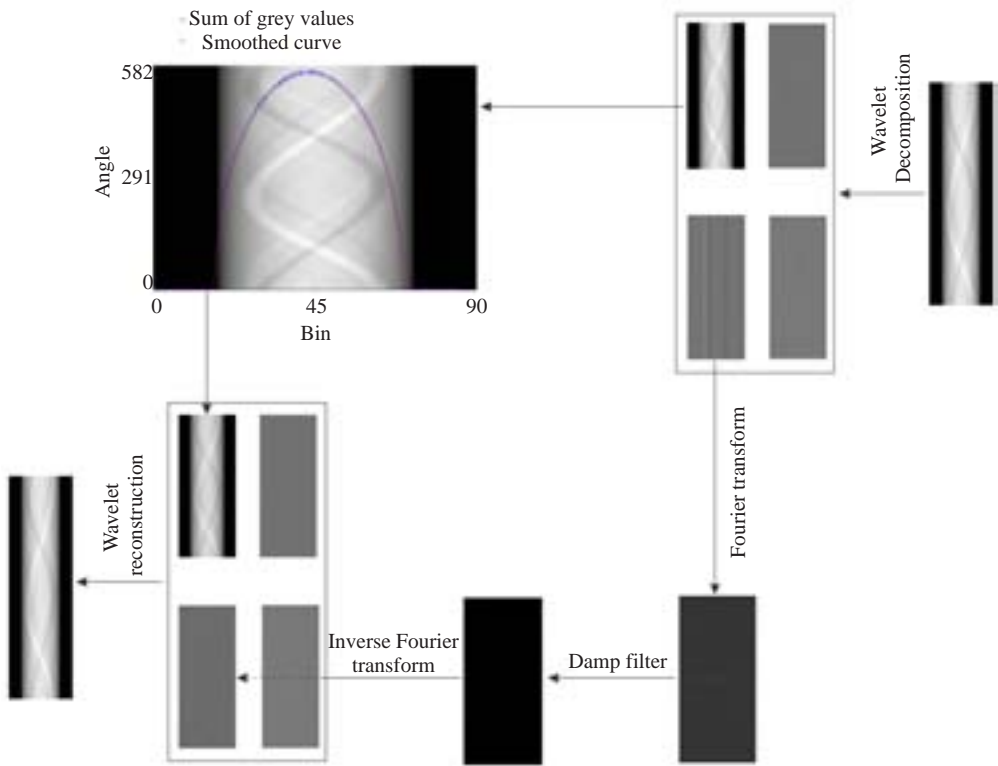 Sum of grey values
Smoothed curve
582
291
0
Angle
0 45 90
Bin
Wavelet
Decomposition
Fourier transform
Wavelet
reconstruction
Inverse Fourier
transform
Damp filter